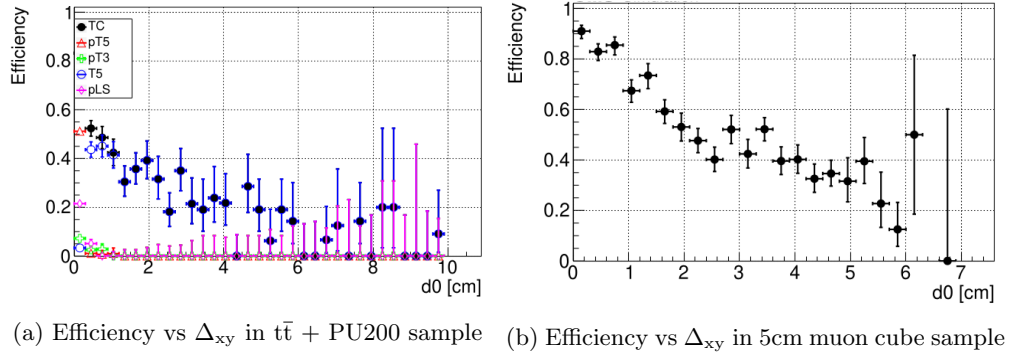 Efficiency
1
0.8
0.6
0.4
0.2
0
TC
pT5
pT3
T5
pLS
0 2 4 6 8 10
d0 [cm]
(a) Efficiency vs Δxy in tt̄ + PU200 sample
Efficiency
1
0.8
0.6
0.4
0.2
0
0 1 2 3 4 5 6 7
d0 [cm]
(b) Efficiency vs Δxy in 5cm muon cube sample